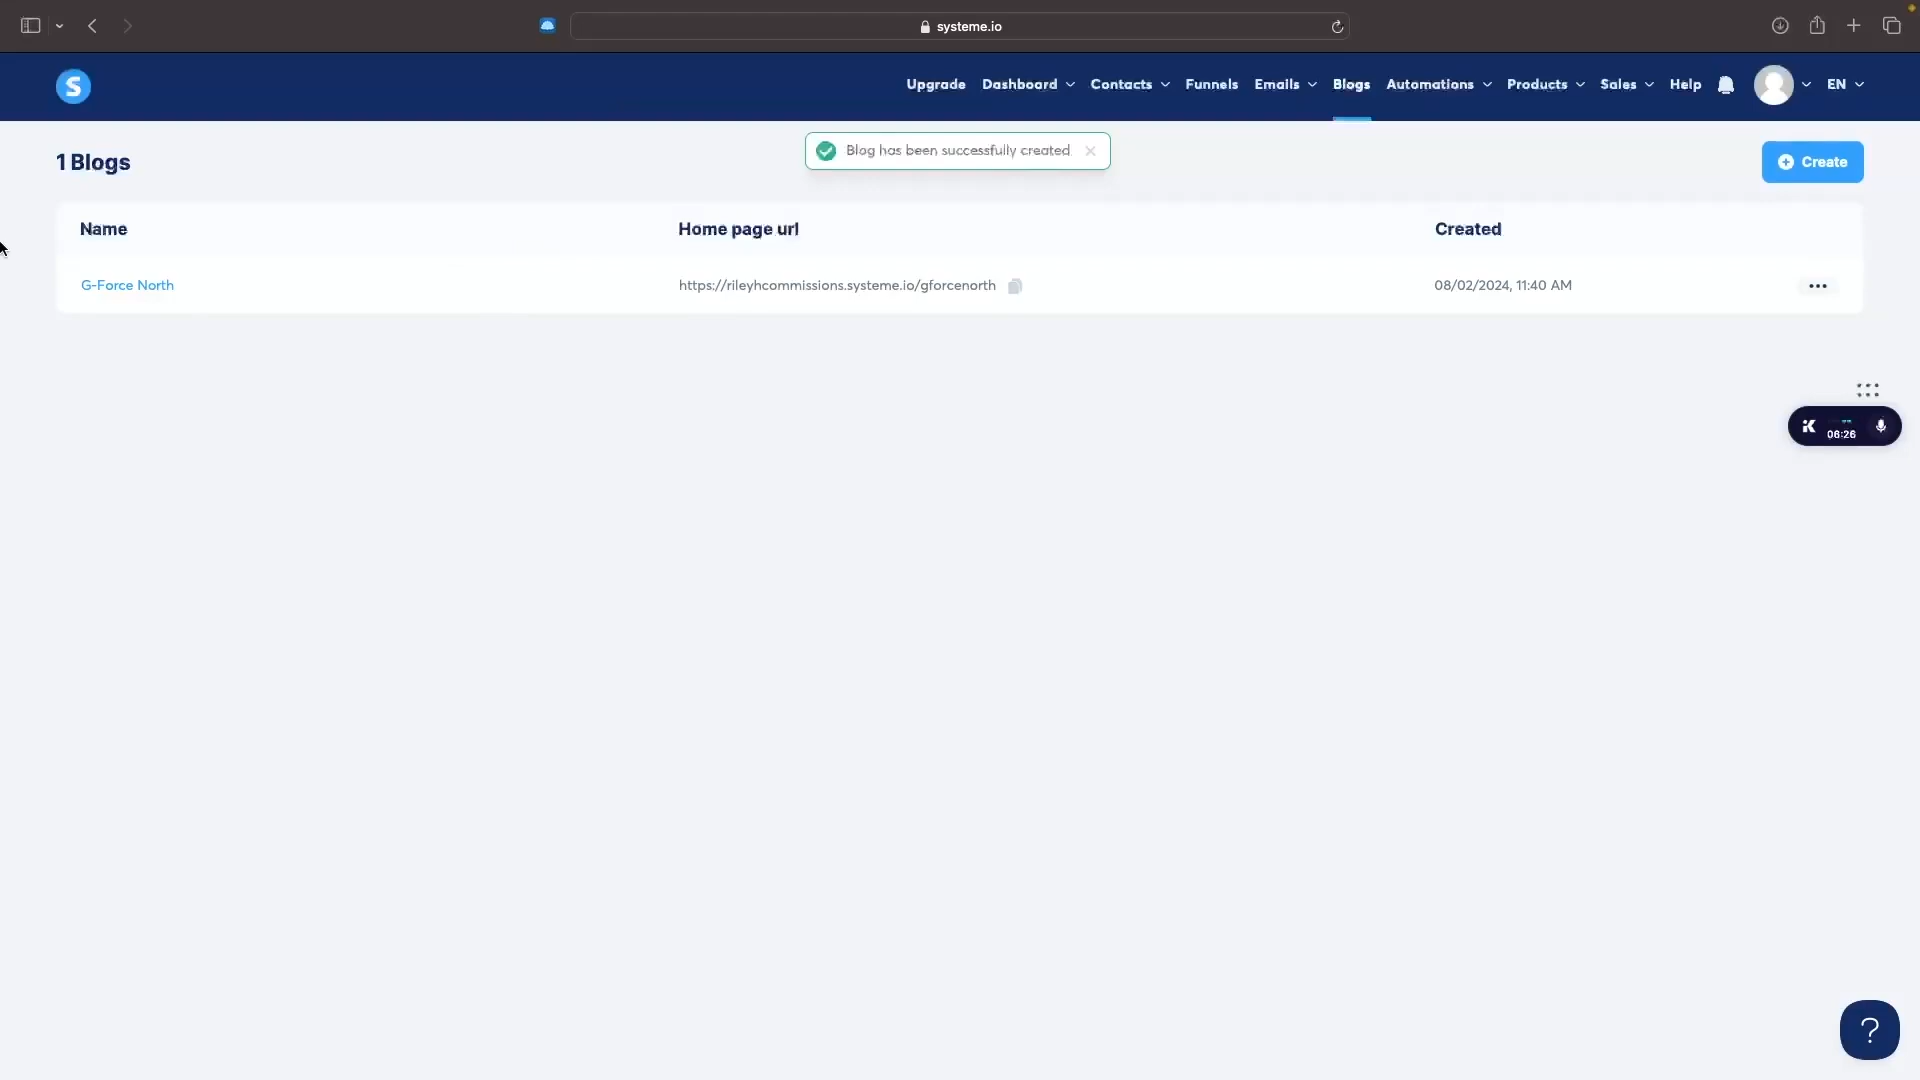 systeme.io
S
Upgrade Dashboard Contacts Funnels Emails Blogs Automations Products Sales Help EN
Blog has been successfully created
1 Blogs
Create
Name Home page url Created
G-Force North https://rileyhcommissions.systeme.io/gforcenorth 08/02/2024, 11:40 AM
K 06:26
?